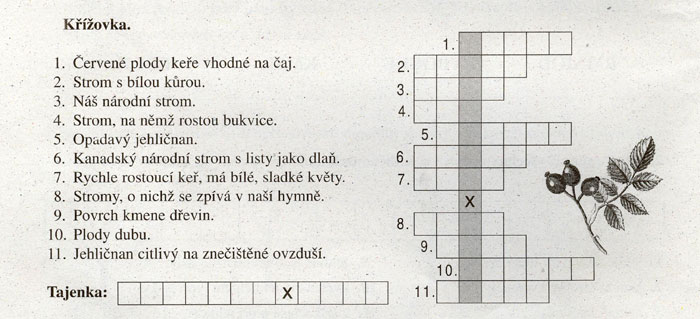 Křížovka.
1. Červené plody keře vhodné na čaj.
2. Strom s bílou kůrou.
3. Náš národní strom.
4. Strom, na němž rostou bukvice.
5. Opadavý jehličnan.
6. Kanadský národní strom s listy jako dlaň.
7. Rychle rostoucí keř, má bílé, sladké květy.
8. Stromy, o nichž se zpívá v naší hymně.
9. Povrch kmene dřevin.
10. Plody dubu.
11. Jehličnan citlivý na znečištěné ovzduší.
Tajenka: X
1.
2.
3.
4.
5.
6.
7.
X
8.
9.
10.
11.